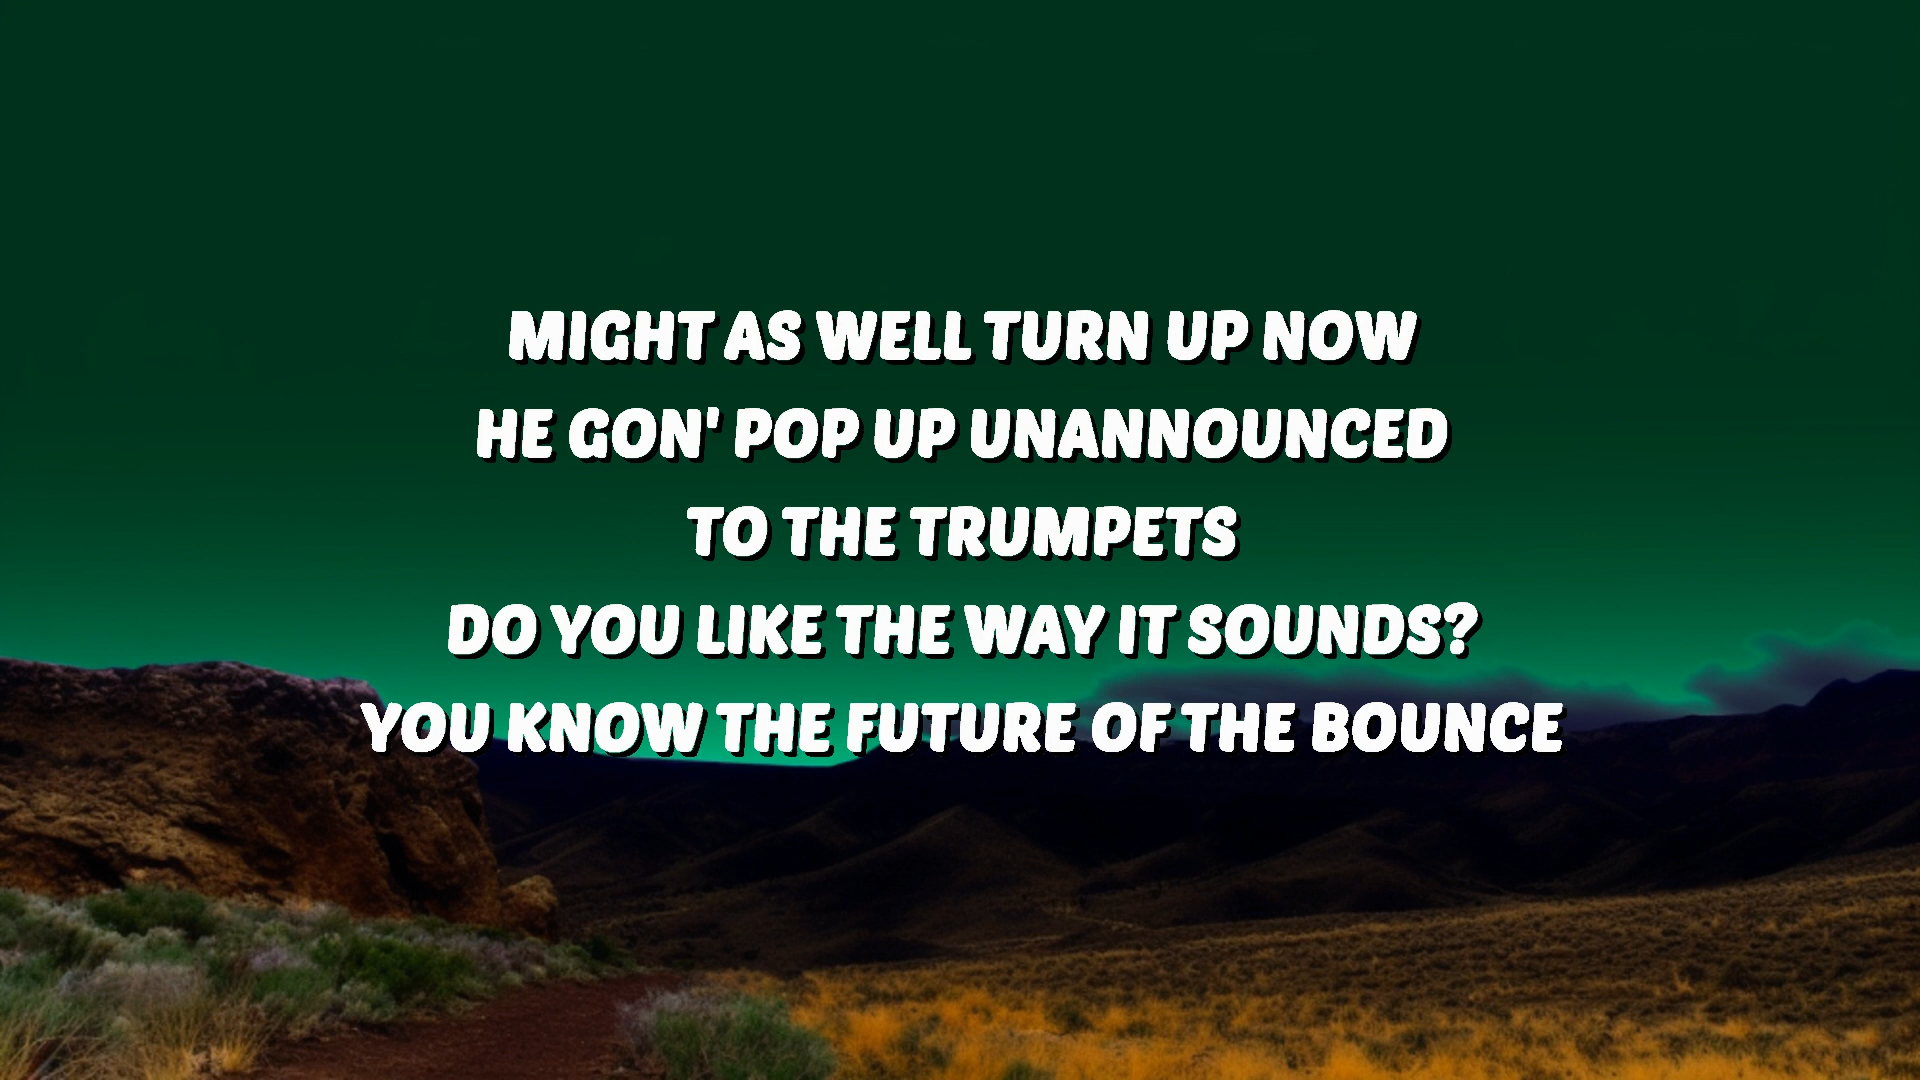 MIGHT AS WELL TURN UP NOW
HE GON' POP UP UNANNOUNCED
TO THE TRUMPETS
DO YOU LIKE THE WAY IT SOUNDS?
YOU KNOW THE FUTURE OF THE BOUNCE